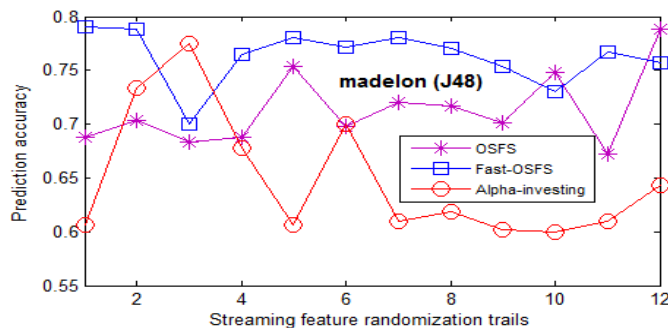 0.8
0.75
0.7
0.65
0.6
0.55
Prediction accuracy
madelon (J48)
OSFS
Fast-OSFS
Alpha-investing
2
4
6
8
10
12
Streaming feature randomization trails